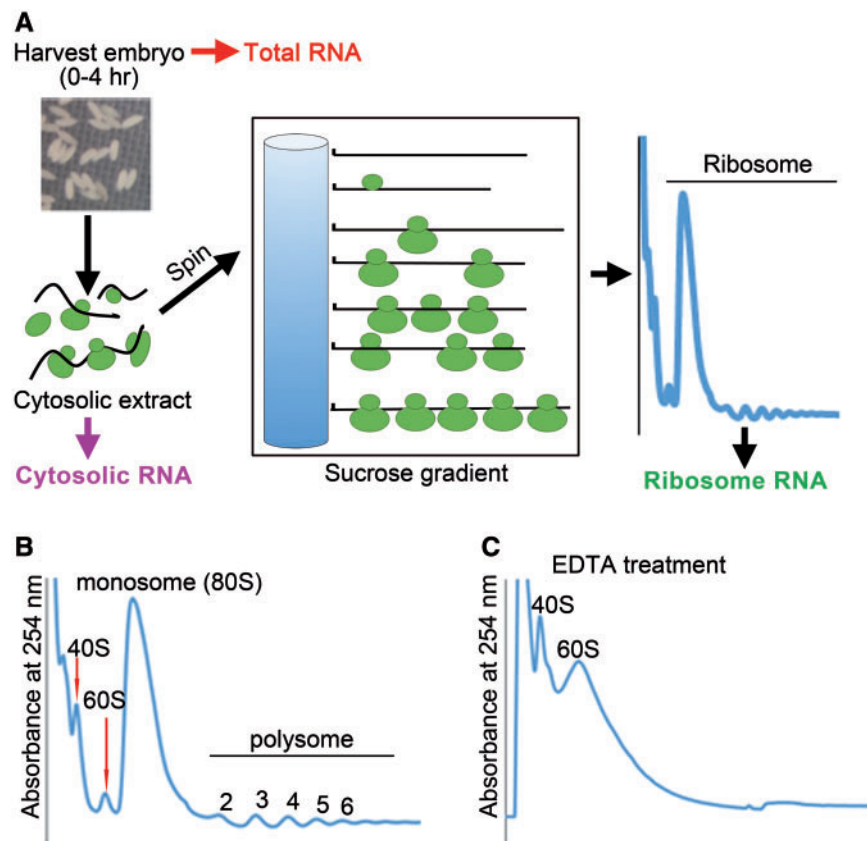 A
Harvest embryo → Total RNA
(0-4 hr)
Spin
Ribosome
Cytosolic extract
Cytosolic RNA
Sucrose gradient
Ribosome RNA
B
Absorbance at 254 nm
monosome (80S)
40S
60S
polysome
2 3 4 5 6
C
Absorbance at 254 nm
EDTA treatment
40S
60S